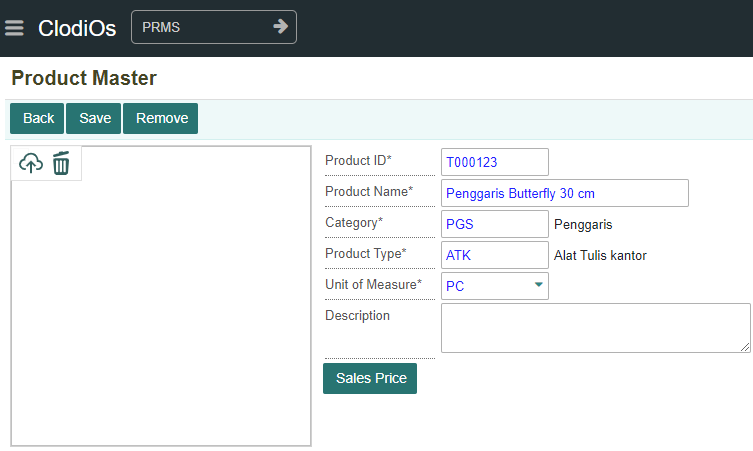 ClodiOs PRMS
Product Master
Back Save Remove
Product ID* T000123
Product Name* Penggaris Butterfly 30 cm
Category* PGS Penggaris
Product Type* ATK Alat Tulis kantor
Unit of Measure* PC
Description
Sales Price